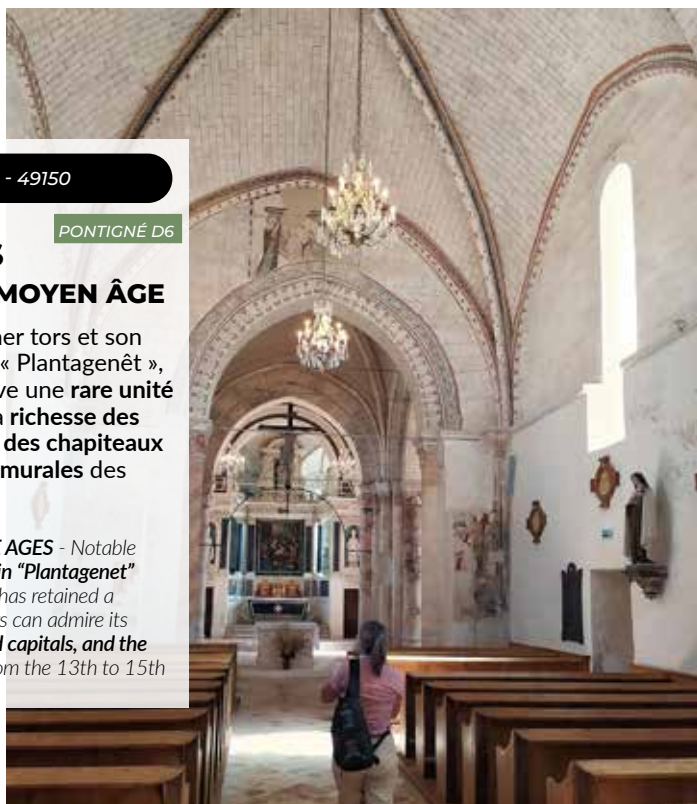 - 49150
PONTIGNÉ D6
S
MOYEN ÂGE
her tors et son
« Plantagenêt »,
ve une rare unité
a richesse des
des chapiteaux
murales des
E AGES - Notable
in “Plantagenet”
has retained a
s can admire its
d capitals, and the
om the 13th to 15th